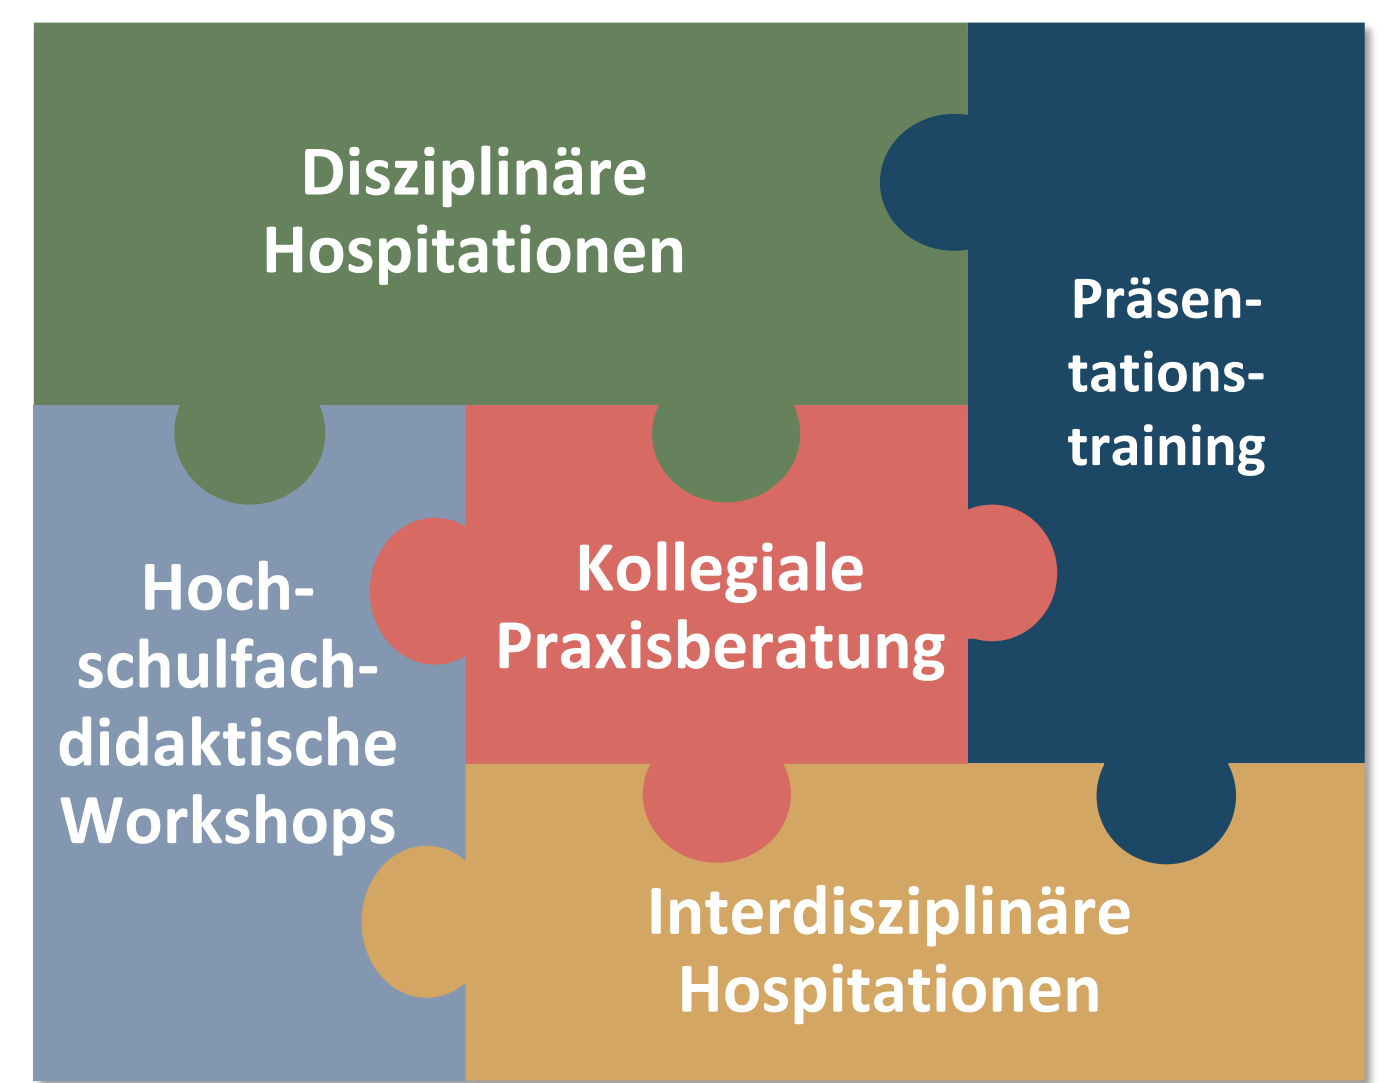 Disziplinäre
Hospitationen
Präsen-
tations-
training
Kollegiale
Praxisberatung
Hoch-
schulfach-
didaktische
Workshops
Interdisziplinäre
Hospitationen